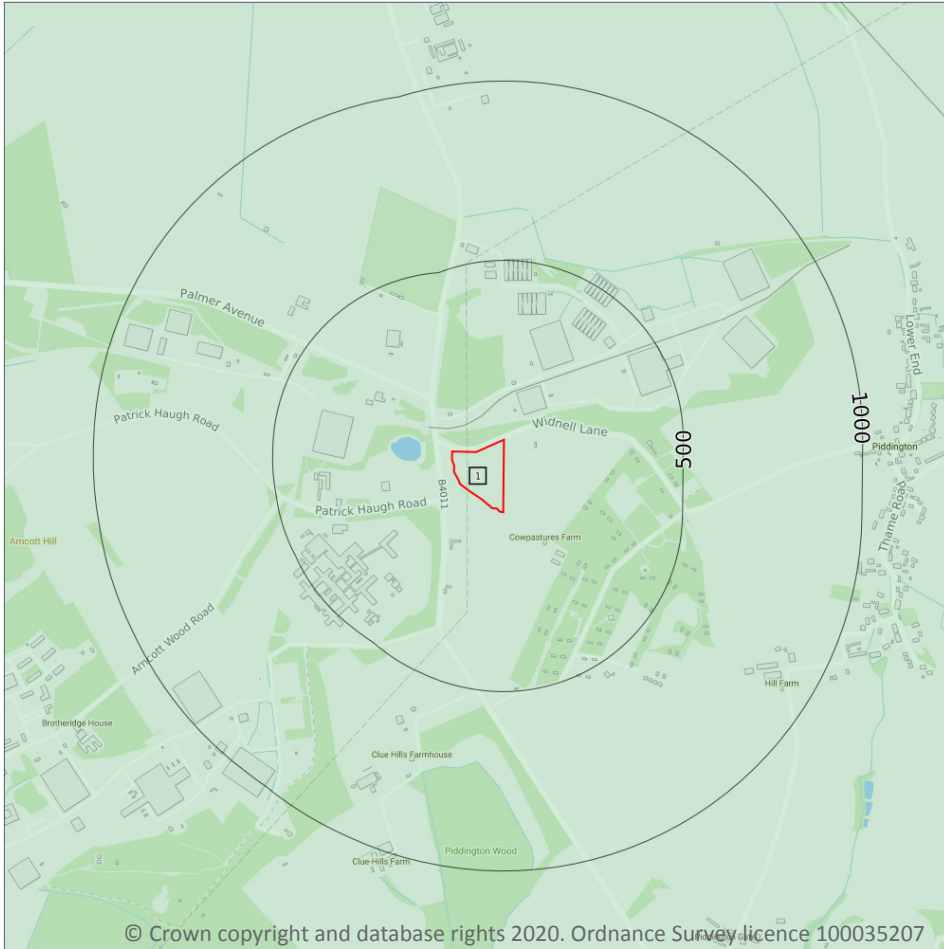 Palmer Avenue
Lower End
Patrick Haugh Road
1000
Widnell Lane
500
Piddington
1
B4011
Patrick Haugh Road
Thame Road
Cowpastures Farm
Arncott Hill
Arncott Wood Road
Hill Farm
Brotheridge House
Clue Hills Farmhouse
Piddington Wood
Clue Hills Farm
© Crown copyright and database rights 2020. Ordnance Survey licence 100035207